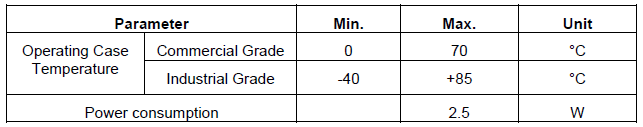 Parameter Min. Max. Unit
Operating Case Temperature Commercial Grade 0 70 °C
Industrial Grade -40 +85 °C
Power consumption 2.5 W